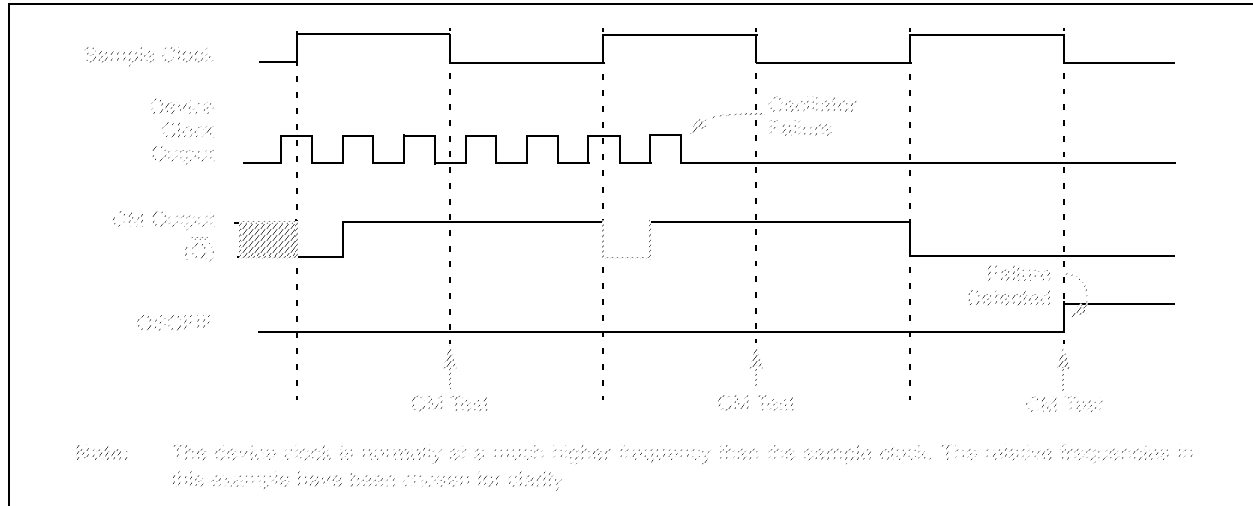 Sample Clock
Device
Clock
Output
Oscillator
Failure
CM Output
(Q)
Failure
Detected
OSCFIF
CM Test
CM Test
CM Test
Note: The device clock is normally at a much higher frequency than the sample clock. The relative frequencies in
this example have been chosen for clarity